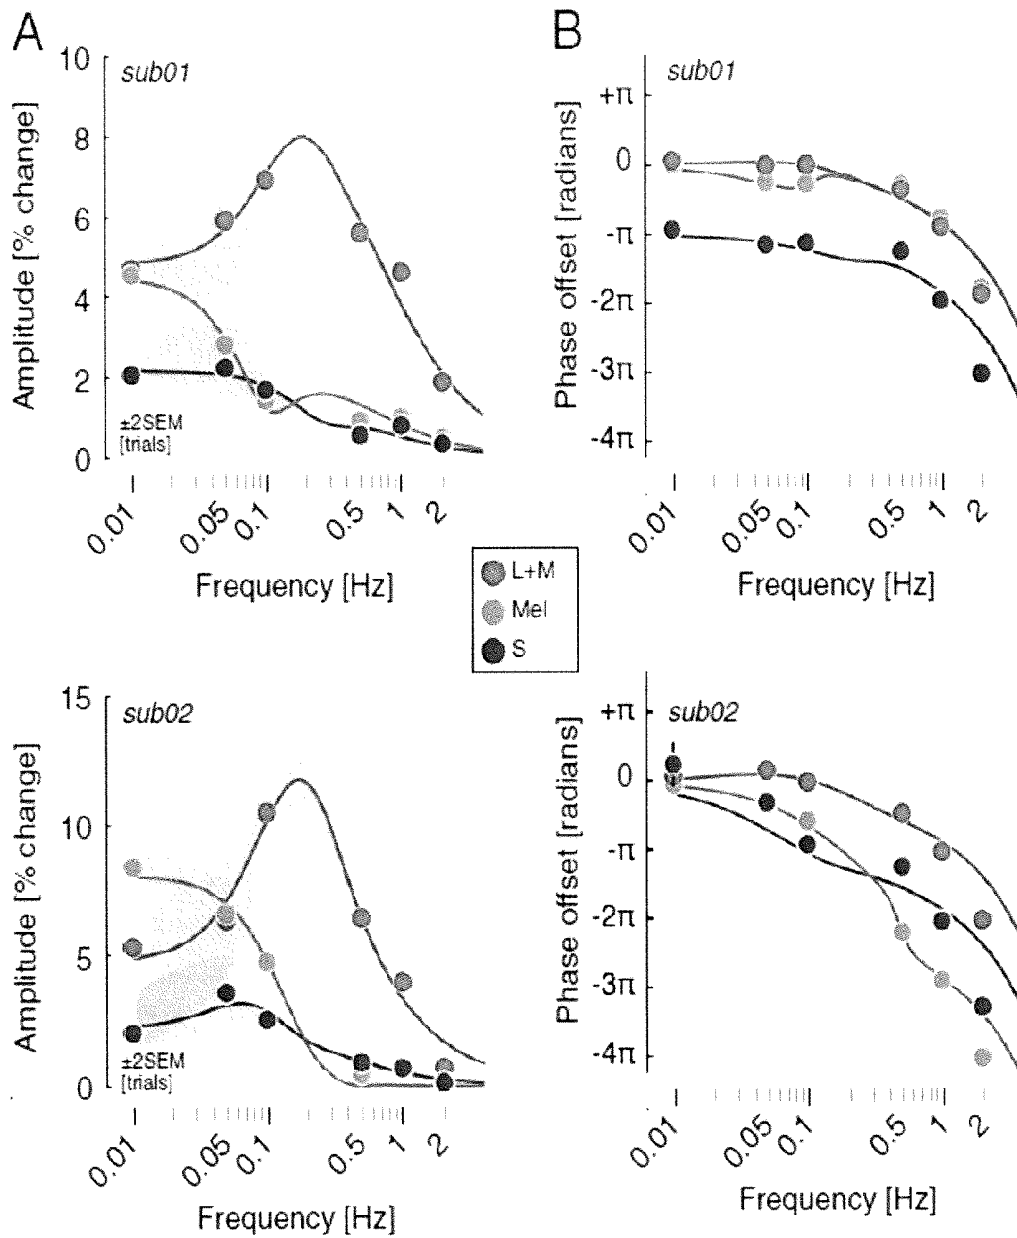 A
B
sub01
Amplitude [% change]
10
8
6
4
2
0
±2SEM
[trials]
0.01
0.05
0.1
0.5
1
2
Frequency [Hz]
sub01
Phase offset [radians]
+π
0
-π
-2π
-3π
-4π
0.01
0.05
0.1
0.5
1
2
Frequency [Hz]
L+M
Mel
S
sub02
Amplitude [% change]
15
10
5
0
±2SEM
[trials]
0.01
0.05
0.1
0.5
1
2
Frequency [Hz]
sub02
Phase offset [radians]
+π
0
-π
-2π
-3π
-4π
0.01
0.05
0.1
0.5
1
2
Frequency [Hz]